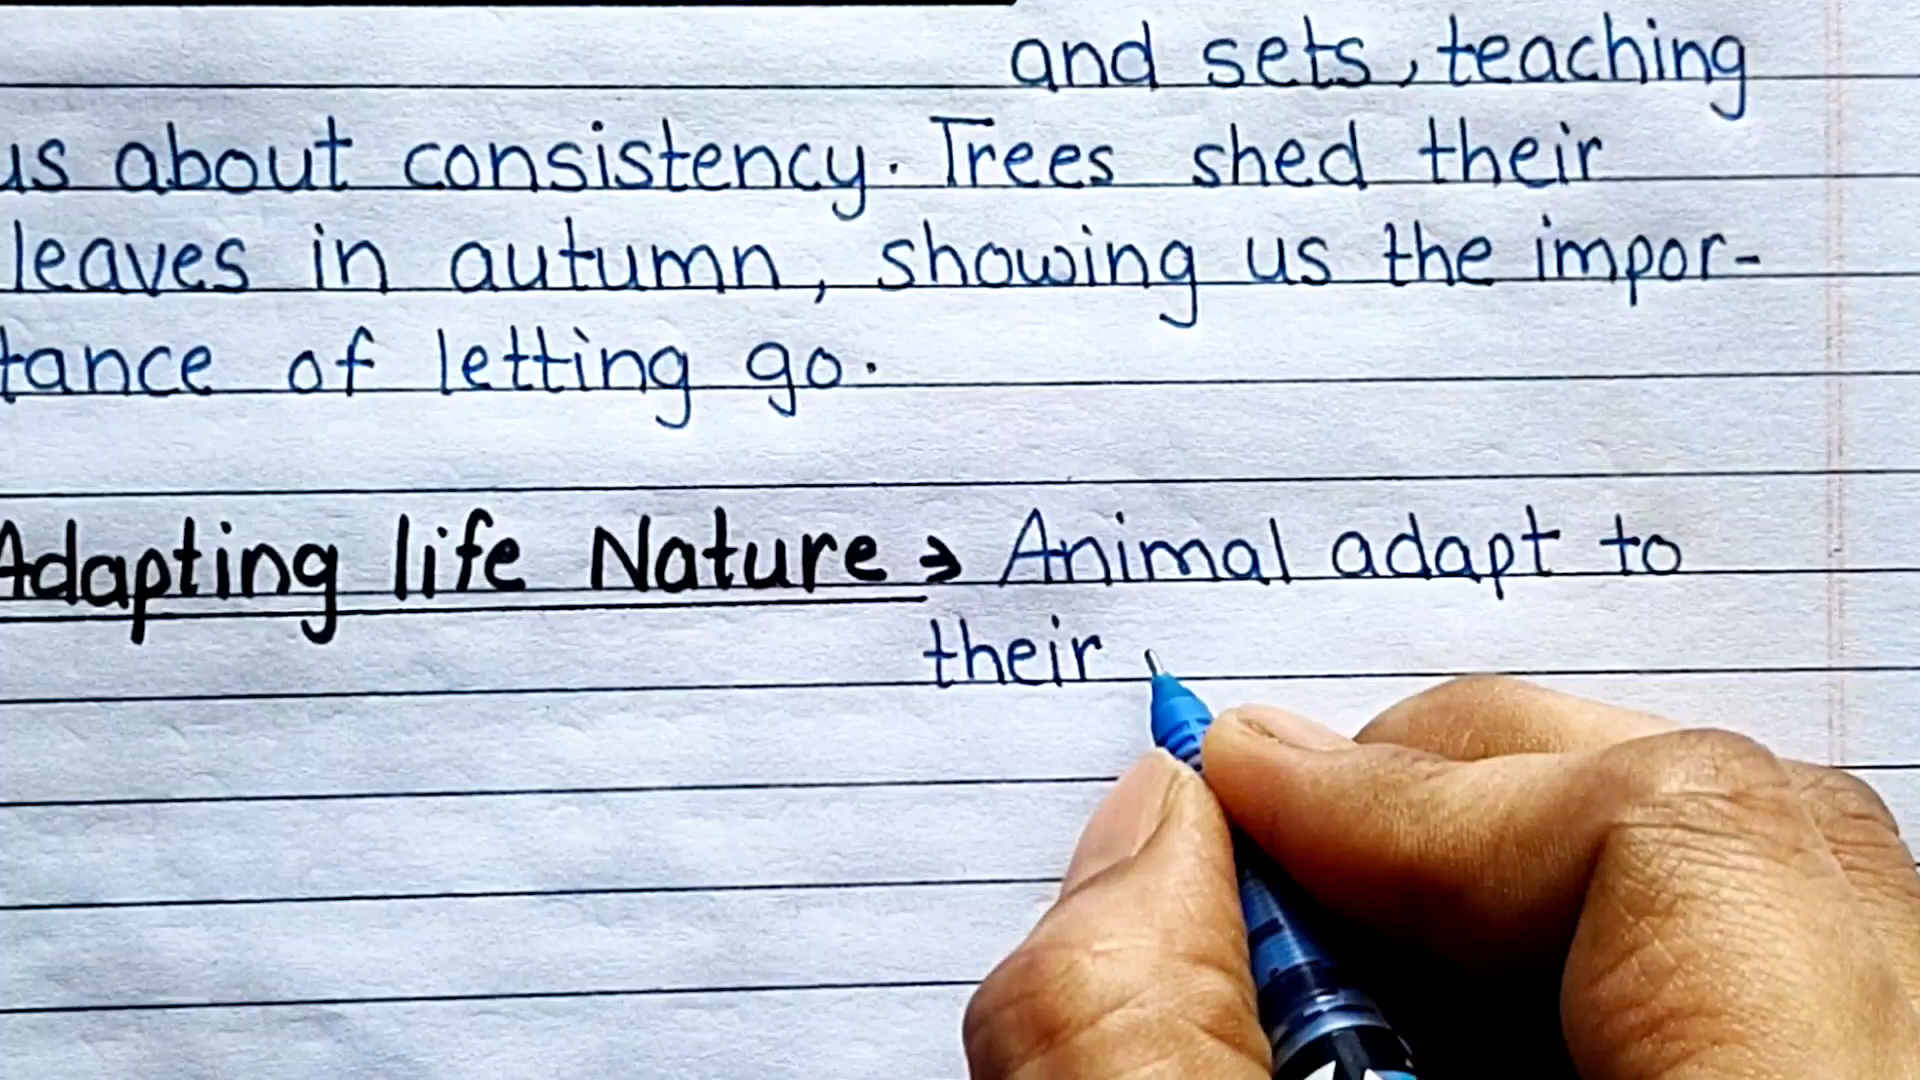 and sets, teaching
us about consistency. Trees shed their
leaves in autumn, showing us the impor-
tance of letting go.
Adapting life Nature → Animal adapt to
their